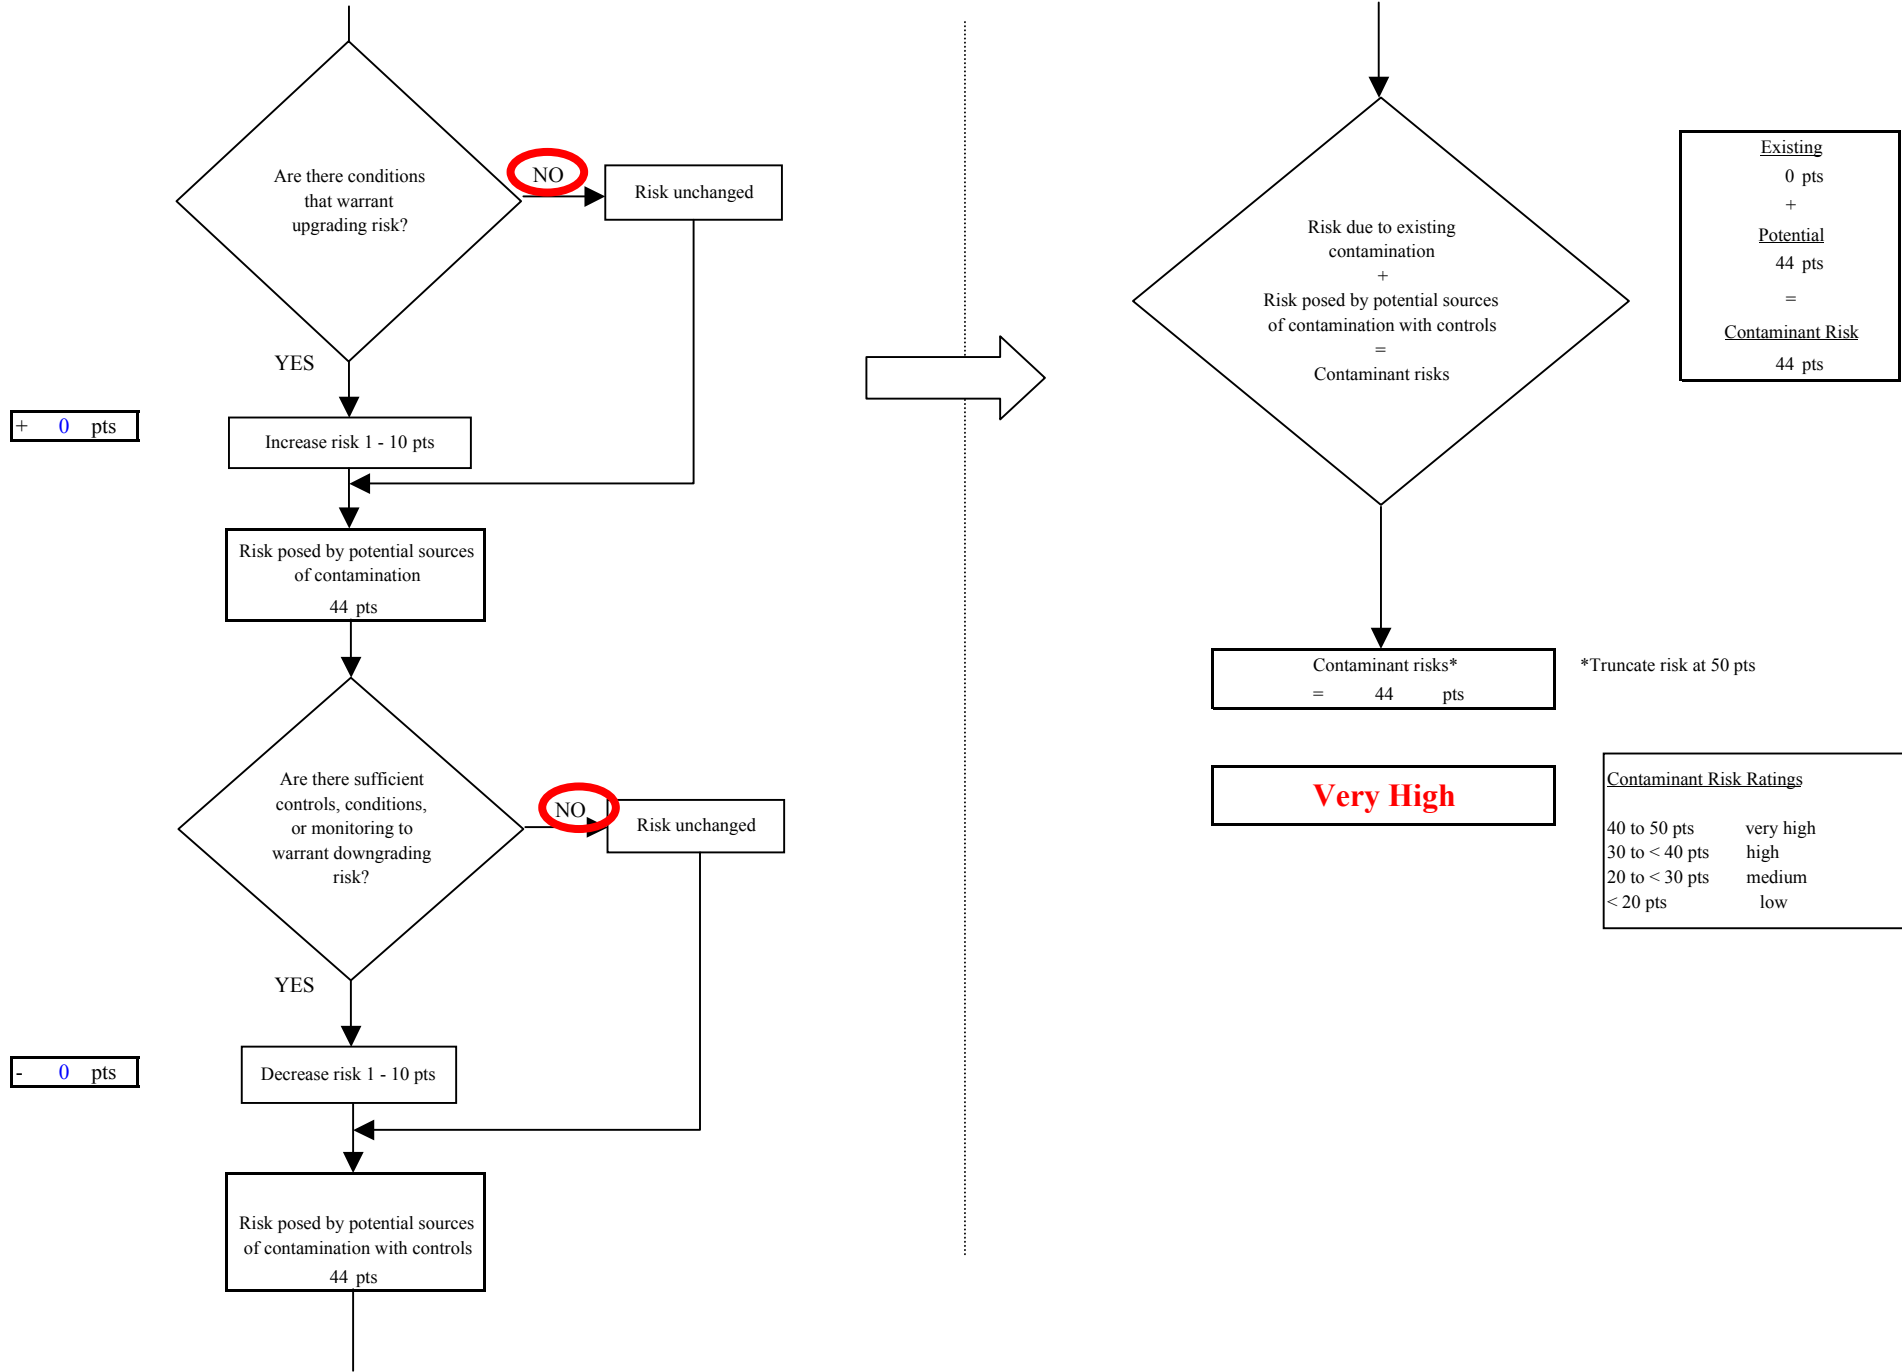 Are there conditions
that warrant
upgrading risk?
NO
Risk unchanged
YES
+ 0 pts
Increase risk 1 - 10 pts
Risk posed by potential sources
of contamination
44 pts
Are there sufficient
controls, conditions,
or monitoring to
warrant downgrading
risk?
NO
Risk unchanged
YES
- 0 pts
Decrease risk 1 - 10 pts
Risk posed by potential sources
of contamination with controls
44 pts
Risk due to existing
contamination
+
Risk posed by potential sources
of contamination with controls
=
Contaminant risks
Existing
0 pts
+
Potential
44 pts
=
Contaminant Risk
44 pts
Contaminant risks*
= 44 pts
*Truncate risk at 50 pts
Very High
Contaminant Risk Ratings
40 to 50 pts very high
30 to < 40 pts high
20 to < 30 pts medium
< 20 pts low